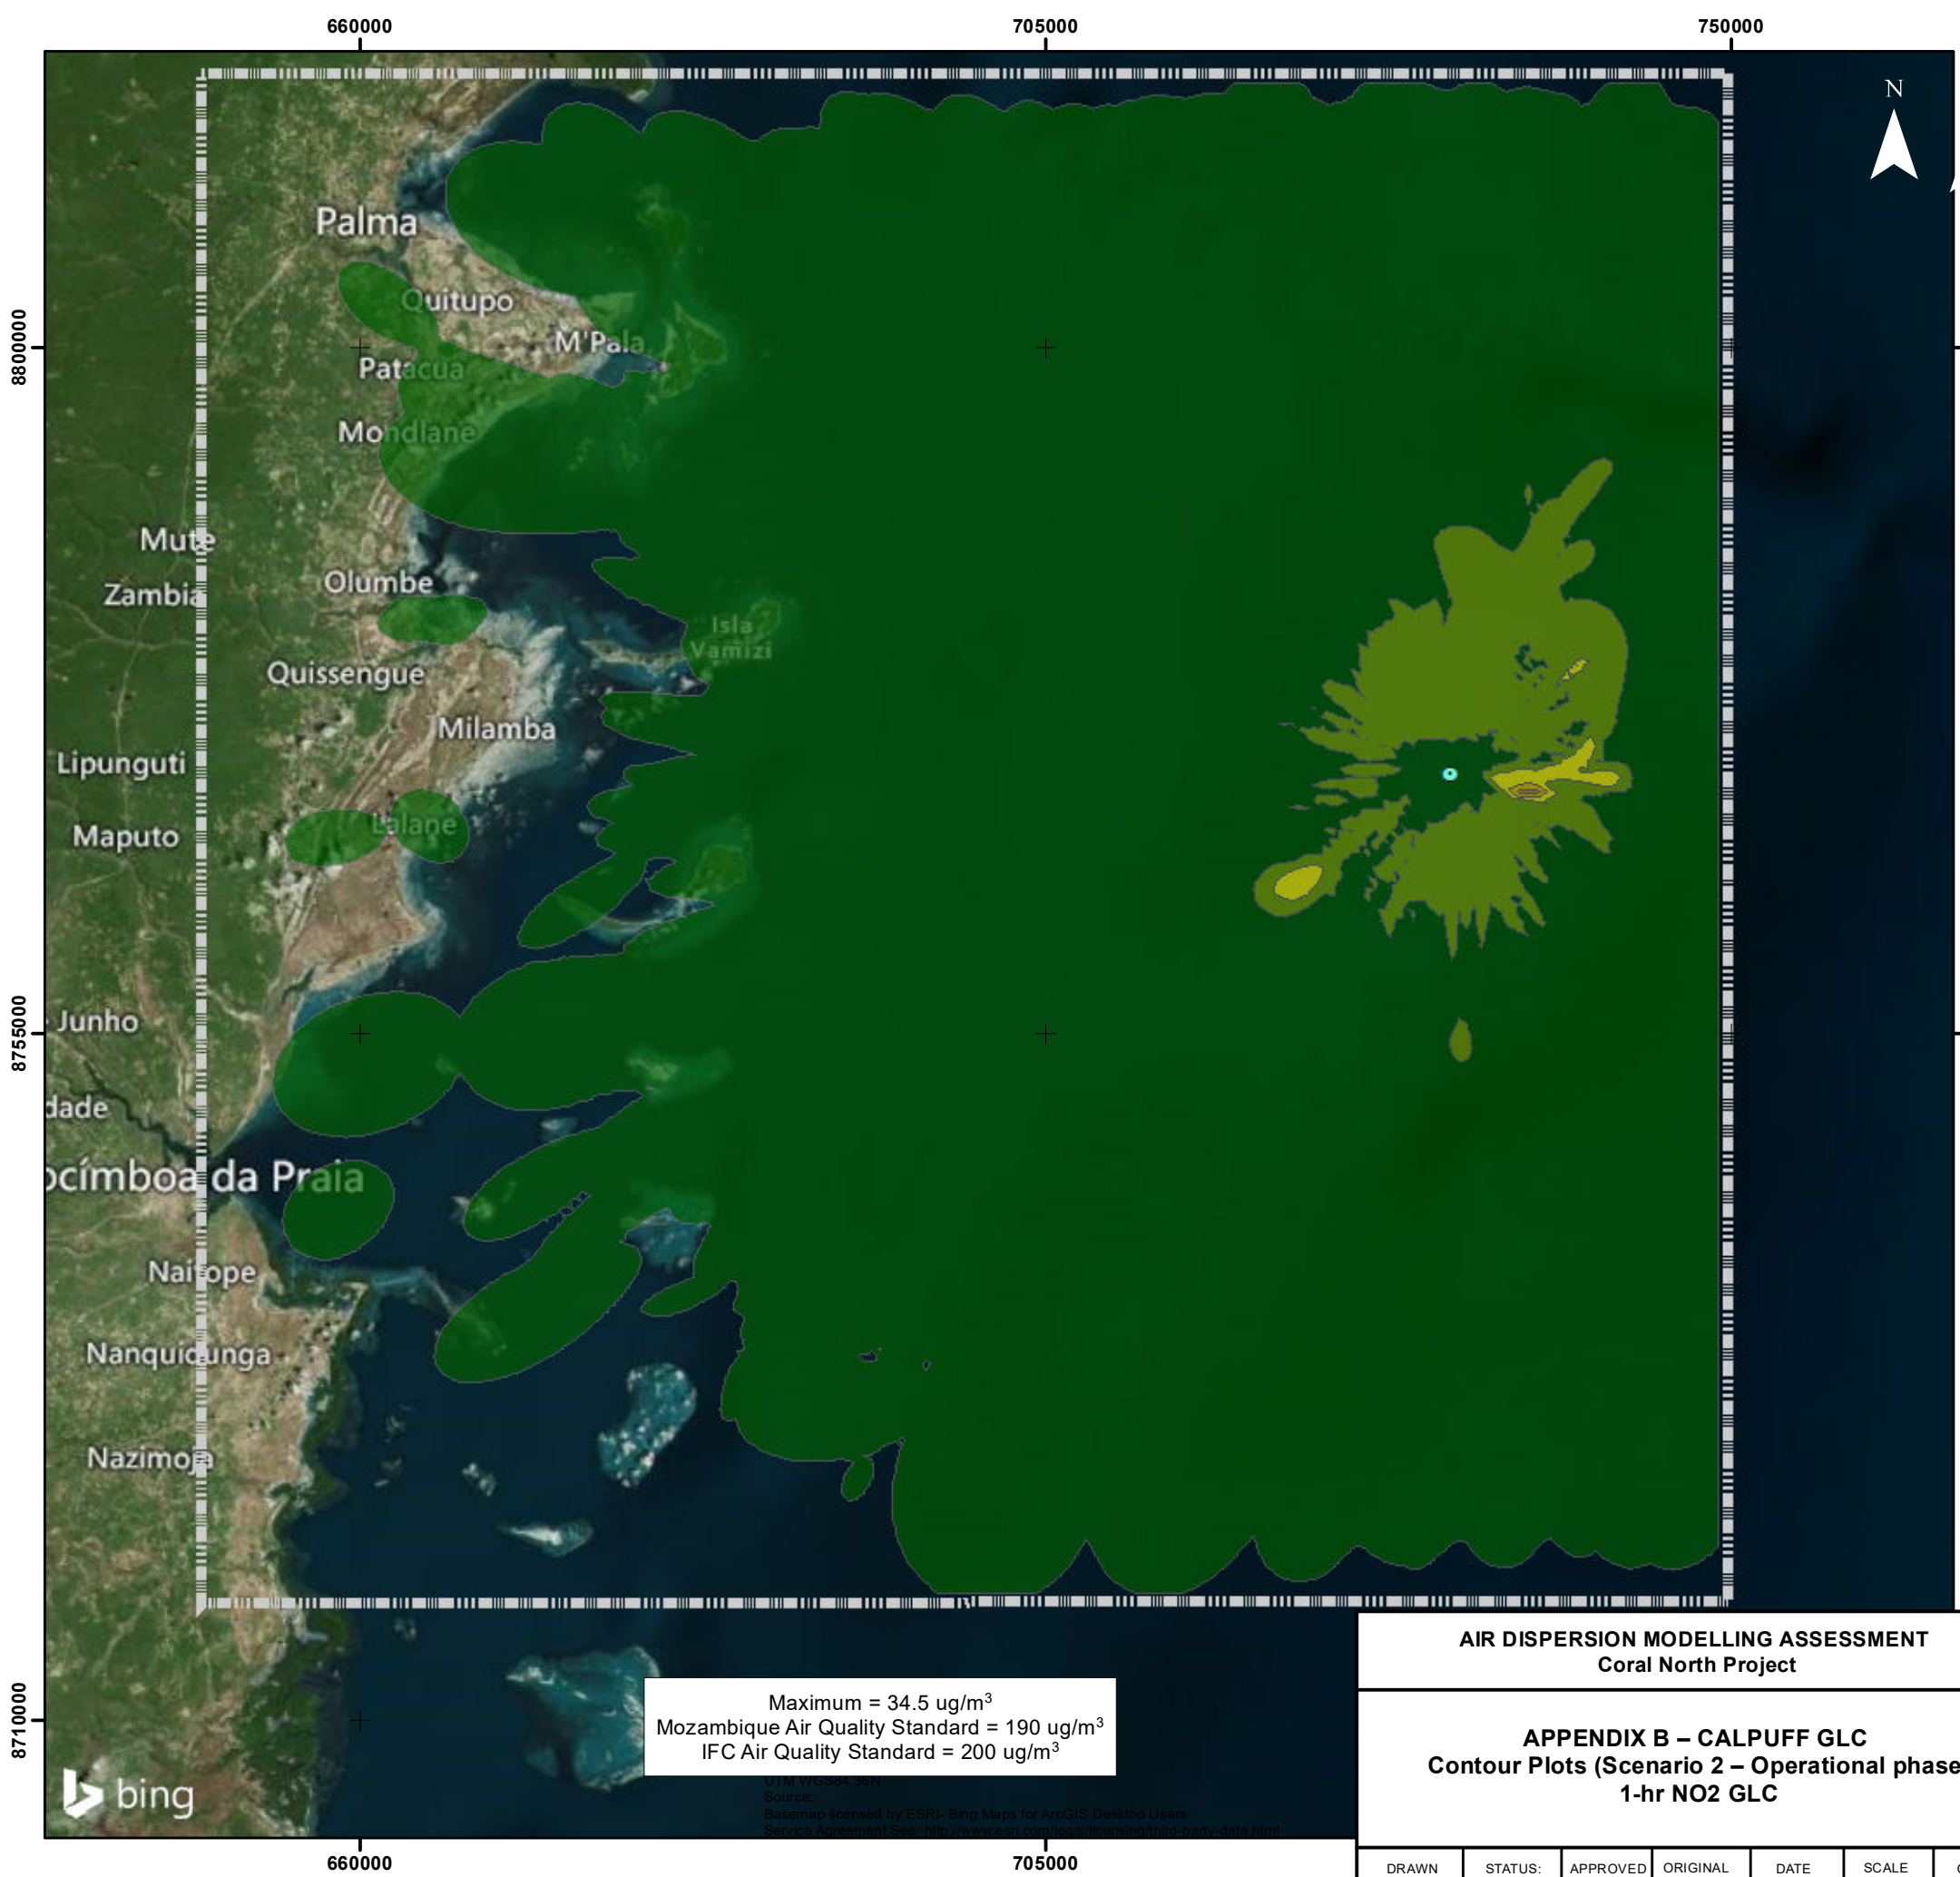 660000
705000
750000
N
8800000
8755000
8710000
Palma
Quitupo
M'Pala
Patacua
Mondlane
Mute
Olumbe
Zambia
Isla
Vamizi
Quissengue
Milamba
Lipunguti
Lalane
Maputo
Junho
dade
ocímboa da Praia
Naitope
Nanquidunga
Nazimoja
Maximum = 34.5 ug/m³
Mozambique Air Quality Standard = 190 ug/m³
IFC Air Quality Standard = 200 ug/m³
UTM WGS84 36N
Source:
Basemap licensed by ESRI- Bing Maps for ArcGIS Desktop Users
Service Agreement See: http://www.esri.com/legal/licensing/third-party-data.html
bing
AIR DISPERSION MODELLING ASSESSMENT
Coral North Project
APPENDIX B – CALPUFF GLC
Contour Plots (Scenario 2 – Operational phase
1-hr NO2 GLC
DRAWN STATUS: APPROVED ORIGINAL DATE SCALE
660000
705000